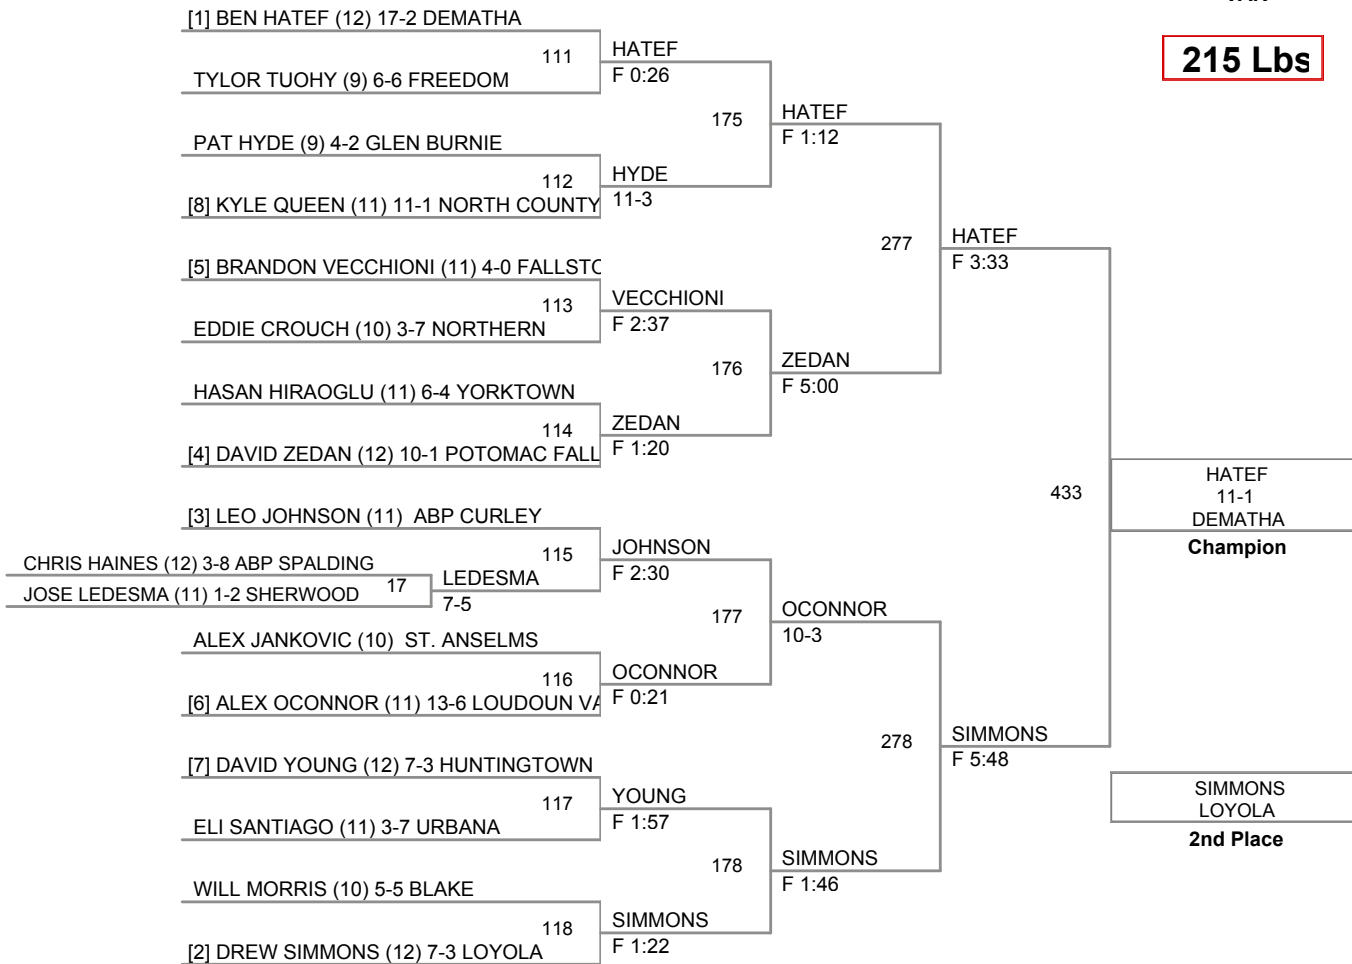 [1] BEN HATEF (12) 17-2 DEMATHA
111
HATEF
F 0:26
TYLOR TUOHY (9) 6-6 FREEDOM
215 Lbs
175
HATEF
F 1:12
PAT HYDE (9) 4-2 GLEN BURNIE
112
HYDE
11-3
[8] KYLE QUEEN (11) 11-1 NORTH COUNTY
277
HATEF
F 3:33
[5] BRANDON VECCHIONI (11) 4-0 FALLSTO
113
VECCHIONI
F 2:37
EDDIE CROUCH (10) 3-7 NORTHERN
176
ZEDAN
F 5:00
HASAN HIRAOGLU (11) 6-4 YORKTOWN
114
ZEDAN
F 1:20
[4] DAVID ZEDAN (12) 10-1 POTOMAC FALL
433
HATEF
11-1
DEMATHA
Champion
[3] LEO JOHNSON (11) ABP CURLEY
115
JOHNSON
F 2:30
CHRIS HAINES (12) 3-8 ABP SPALDING
17
LEDESMA
7-5
JOSE LEDESMA (11) 1-2 SHERWOOD
177
OCONNOR
10-3
ALEX JANKOVIC (10) ST. ANSELMS
116
OCONNOR
F 0:21
[6] ALEX OCONNOR (11) 13-6 LOUDOUN VA
278
SIMMONS
F 5:48
[7] DAVID YOUNG (12) 7-3 HUNTINGTOWN
117
YOUNG
F 1:57
ELI SANTIAGO (11) 3-7 URBANA
SIMMONS
LOYOLA
2nd Place
178
SIMMONS
F 1:46
WILL MORRIS (10) 5-5 BLAKE
118
SIMMONS
F 1:22
[2] DREW SIMMONS (12) 7-3 LOYOLA